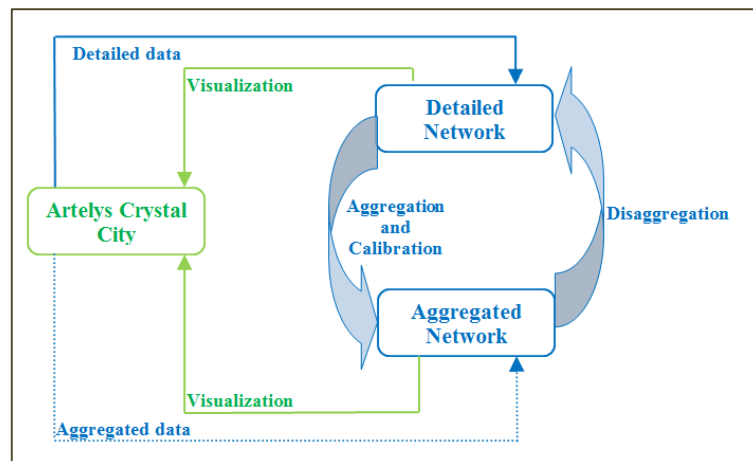 Detailed data
Visualization
Detailed
Network
Artelys Crystal
City
Aggregation
and
Calibration
Disaggregation
Aggregated
Network
Visualization
Aggregated data